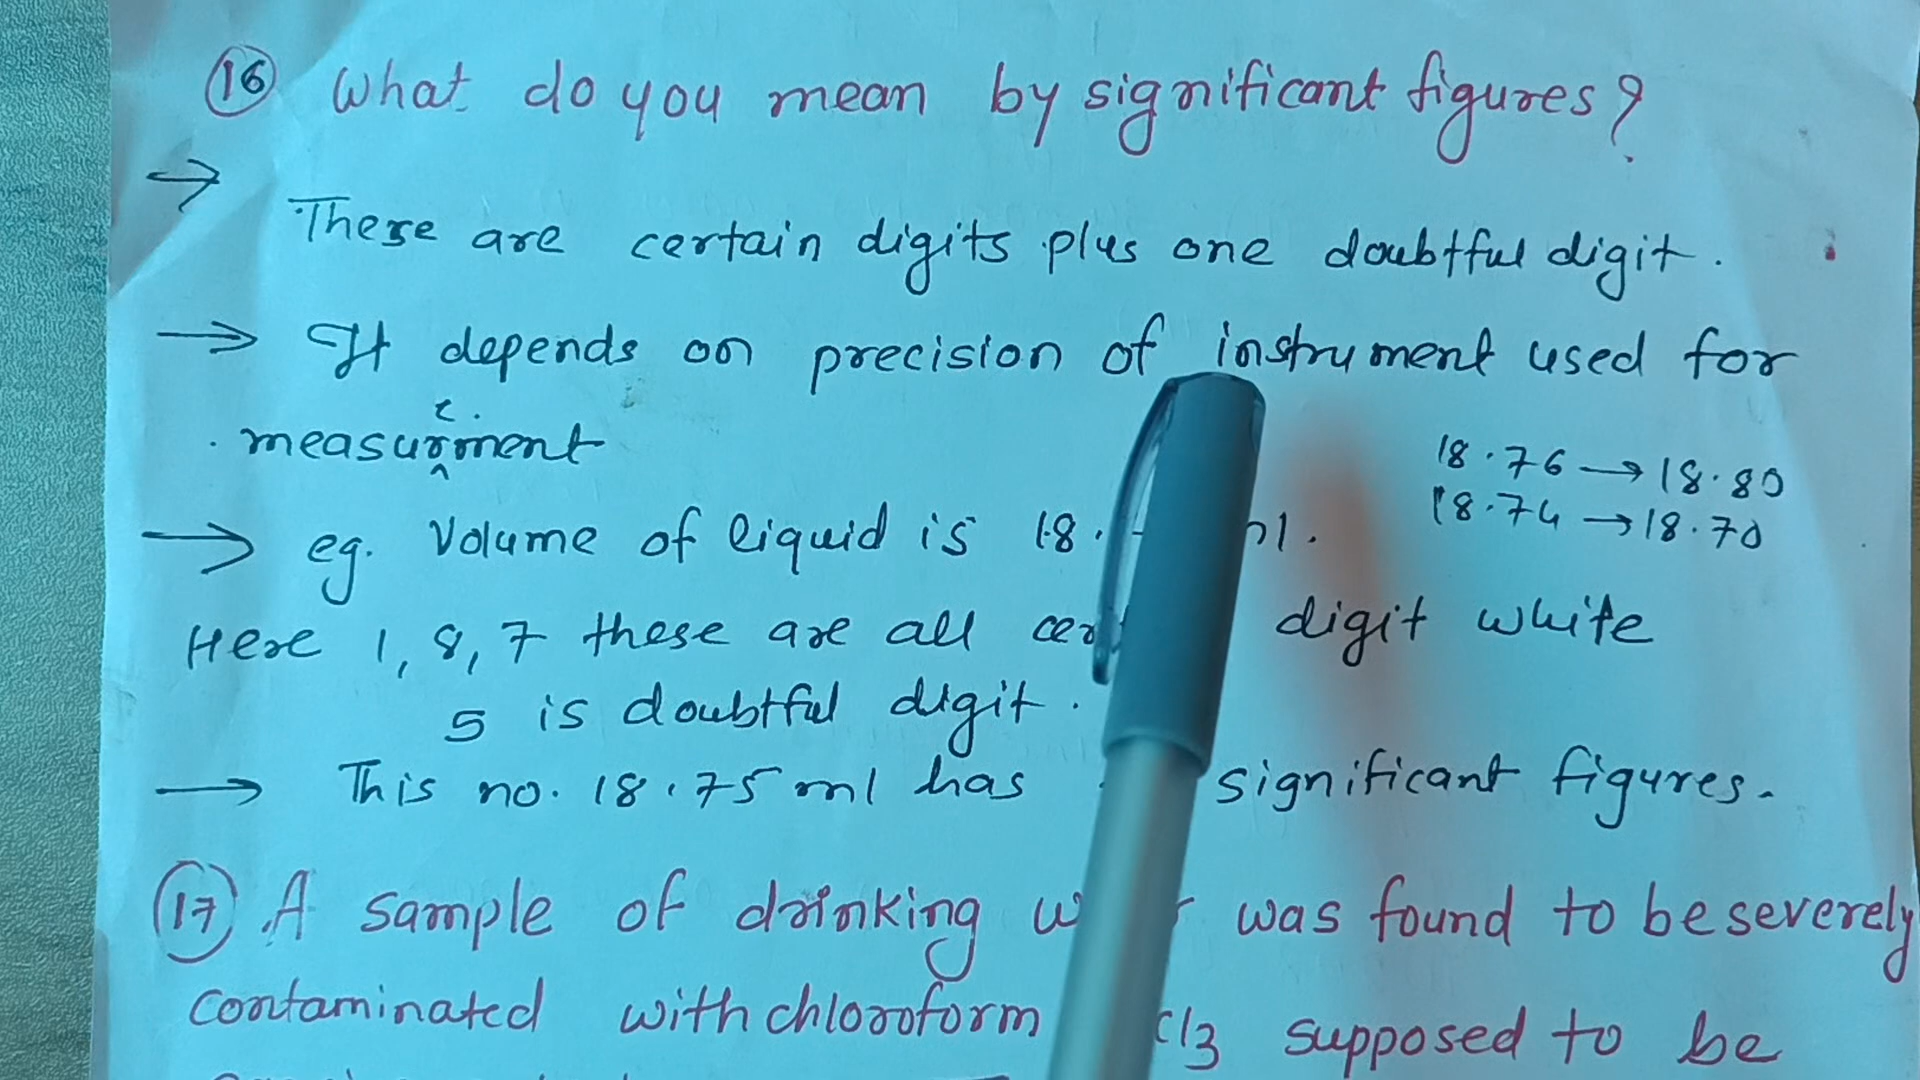 16 What do you mean by significant figures?
→ These are certain digits plus one doubtful digit.
→ It depends on precision of instrument used for
measurement
18.76 → 18.80
18.74 → 18.70
→ eg. Volume of liquid is 18.
Here 1, 8, 7 these are all digit while
5 is doubtful digit.
→ This no. 18.75 ml has significant figures.
17 A sample of drinking was found to be severely
contaminated with chloroform supposed to be